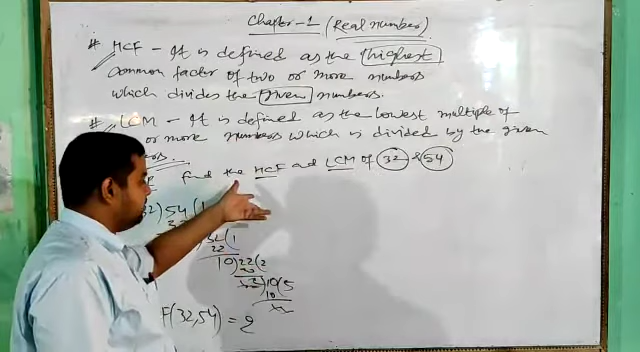 Chapter-1 (Real numbers)
# HCF - It is defined as the highest
common factor of two or more numbers
which divides the given numbers.
# LCM - It is defined as the lowest multiple of
or more numbers which is divided by the given
find the HCF and LCM of 32 & 54
32) 54 (1
32 (1
22
10) 22 (2
20
2) 10 (5
10
F(32,54) = 2